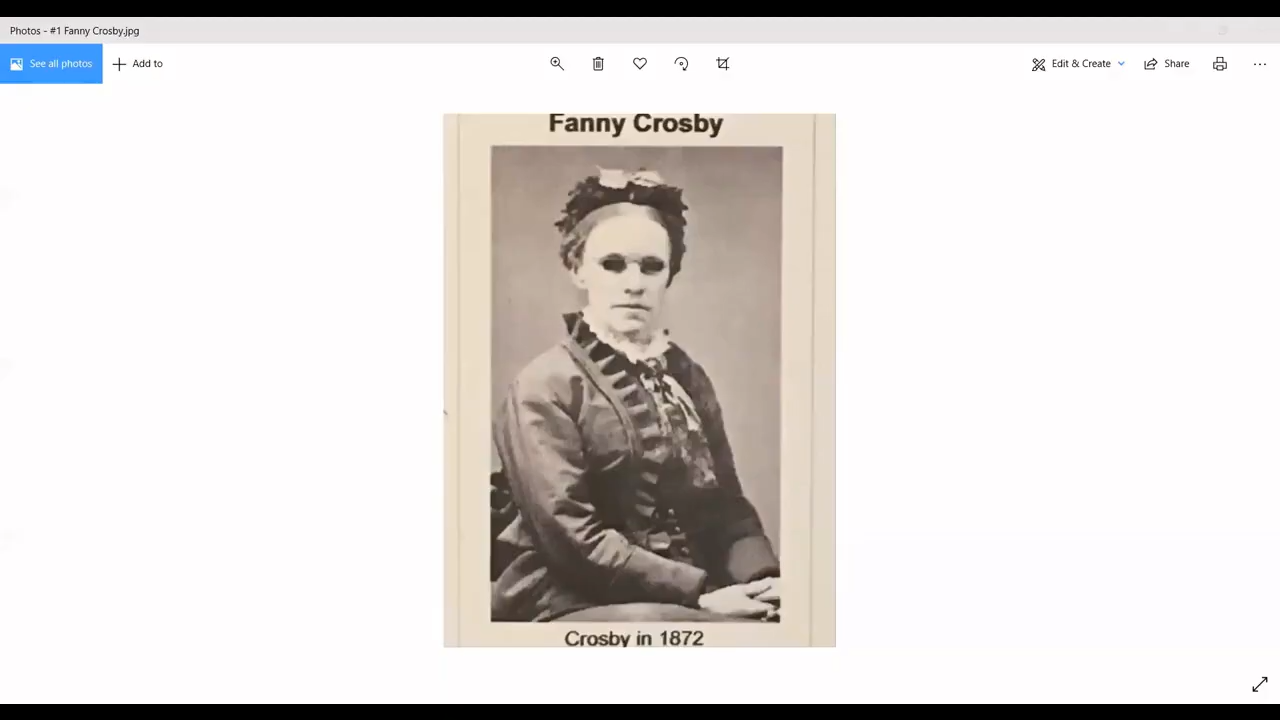 Photos - #1 Fanny Crosby.jpg
See all photos
Add to
Edit & Create
Share
Fanny Crosby
Crosby in 1872